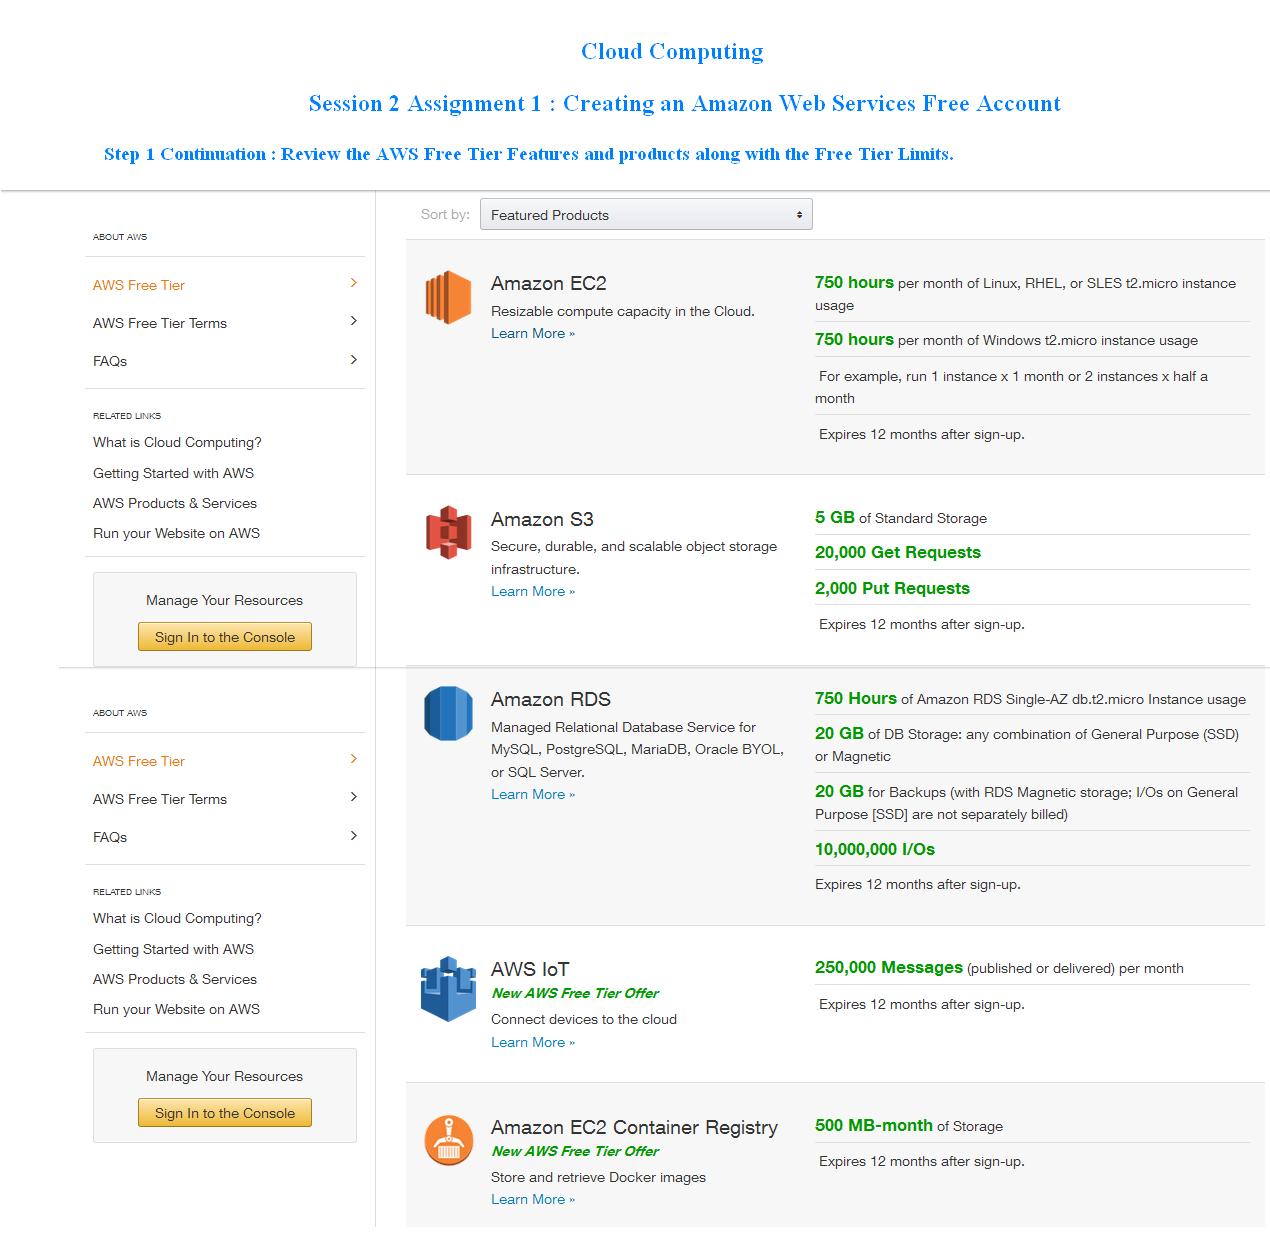 Cloud Computing
Session 2 Assignment 1 : Creating an Amazon Web Services Free Account
Step 1 Continuation : Review the AWS Free Tier Features and products along with the Free Tier Limits.
Sort by: Featured Products
ABOUT AWS
AWS Free Tier
AWS Free Tier Terms
FAQs
RELATED LINKS
What is Cloud Computing?
Getting Started with AWS
AWS Products & Services
Run your Website on AWS
Manage Your Resources
Sign In to the Console
Amazon EC2
Resizable compute capacity in the Cloud.
Learn More »
750 hours per month of Linux, RHEL, or SLES t2.micro instance
usage
750 hours per month of Windows t2.micro instance usage
For example, run 1 instance x 1 month or 2 instances x half a
month
Expires 12 months after sign-up.
Amazon S3
Secure, durable, and scalable object storage
infrastructure.
Learn More »
5 GB of Standard Storage
20,000 Get Requests
2,000 Put Requests
Expires 12 months after sign-up.
ABOUT AWS
AWS Free Tier
AWS Free Tier Terms
FAQs
RELATED LINKS
What is Cloud Computing?
Getting Started with AWS
AWS Products & Services
Run your Website on AWS
Manage Your Resources
Sign In to the Console
Amazon RDS
Managed Relational Database Service for
MySQL, PostgreSQL, MariaDB, Oracle BYOL,
or SQL Server.
Learn More »
750 Hours of Amazon RDS Single-AZ db.t2.micro Instance usage
20 GB of DB Storage: any combination of General Purpose (SSD)
or Magnetic
20 GB for Backups (with RDS Magnetic storage; I/Os on General
Purpose [SSD] are not separately billed)
10,000,000 I/Os
Expires 12 months after sign-up.
AWS IoT
New AWS Free Tier Offer
Connect devices to the cloud
Learn More »
250,000 Messages (published or delivered) per month
Expires 12 months after sign-up.
Amazon EC2 Container Registry
New AWS Free Tier Offer
Store and retrieve Docker images
Learn More »
500 MB-month of Storage
Expires 12 months after sign-up.